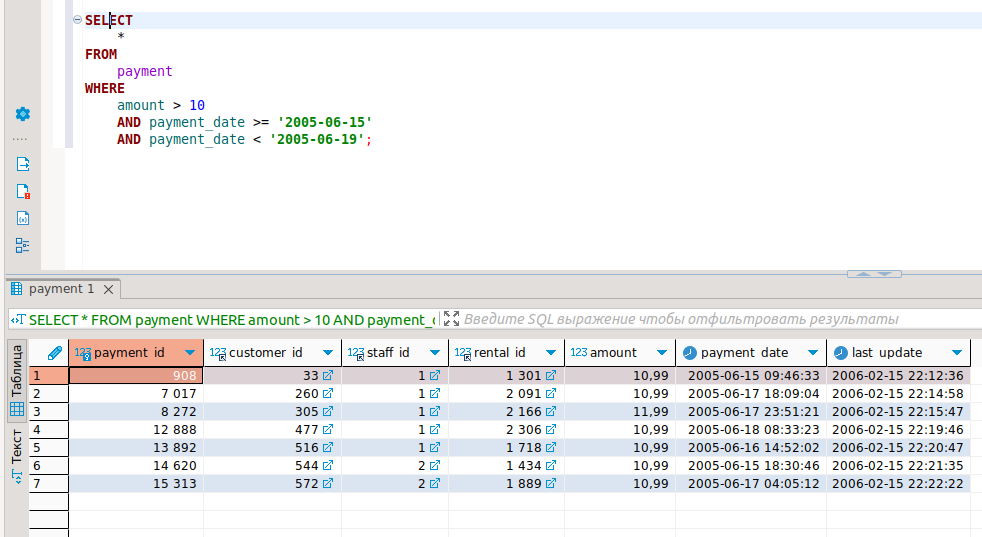 SELECT
*
FROM
payment
WHERE
amount > 10
AND payment_date >= '2005-06-15'
AND payment_date < '2005-06-19';
payment 1
SELECT * FROM payment WHERE amount > 10 AND payment_
Введите SQL выражение чтобы отфильтровать результаты
Таблица
Текст
123 payment_id 123 customer_id 123 staff_id 123 rental_id 123 amount payment_date last_update
1 908 33 1 1 301 10,99 2005-06-15 09:46:33 2006-02-15 22:12:36
2 7 017 260 1 2 091 10,99 2005-06-17 18:09:04 2006-02-15 22:14:58
3 8 272 305 1 2 166 11,99 2005-06-17 23:51:21 2006-02-15 22:15:47
4 12 888 477 1 2 306 10,99 2005-06-18 08:33:23 2006-02-15 22:19:46
5 13 892 516 1 1 718 10,99 2005-06-16 14:52:02 2006-02-15 22:20:47
6 14 620 544 2 1 434 10,99 2005-06-15 18:30:46 2006-02-15 22:21:35
7 15 313 572 2 1 889 10,99 2005-06-17 04:05:12 2006-02-15 22:22:22